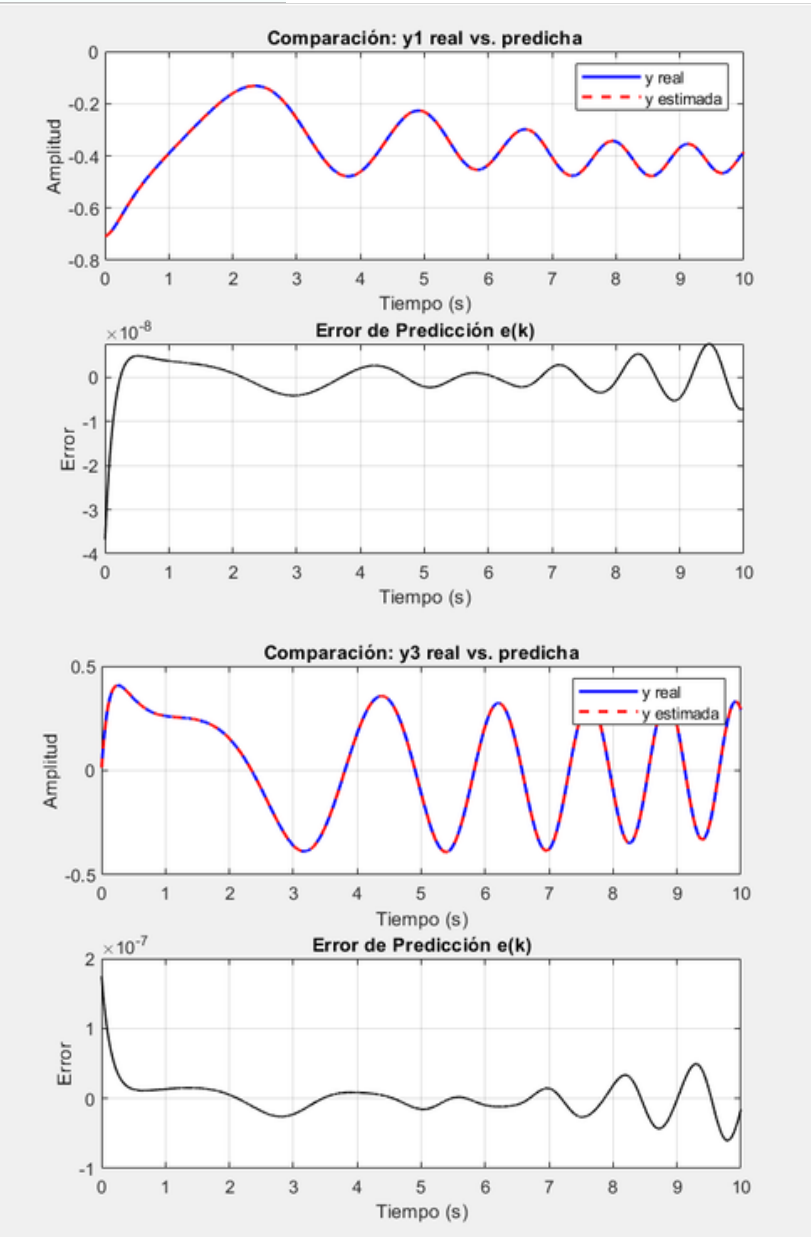 Comparación: y1 real vs. predicha
y real
y estimada
Amplitud
0
-0.2
-0.4
-0.6
-0.8
0 1 2 3 4 5 6 7 8 9 10
Tiempo (s)
×10-8
Error de Predicción e(k)
Error
0
-1
-2
-3
-4
0 1 2 3 4 5 6 7 8 9 10
Tiempo (s)
Comparación: y3 real vs. predicha
y real
y estimada
Amplitud
0.5
0
-0.5
0 1 2 3 4 5 6 7 8 9 10
Tiempo (s)
×10-7
Error de Predicción e(k)
Error
2
1
0
-1
0 1 2 3 4 5 6 7 8 9 10
Tiempo (s)